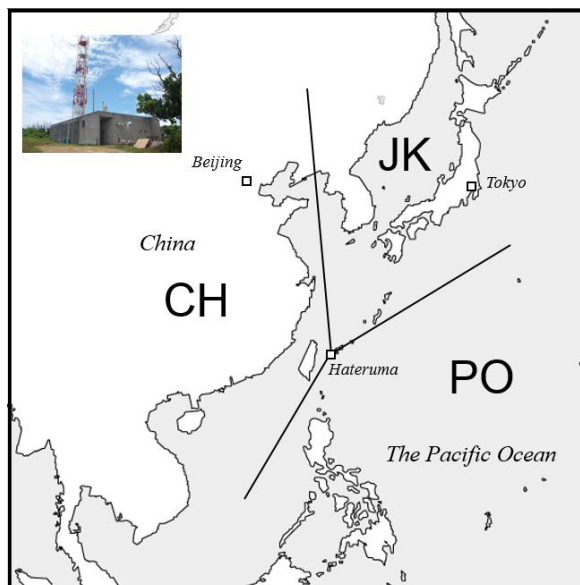 JK
Beijing
Tokyo
China
CH
Hateruma
PO
The Pacific Ocean